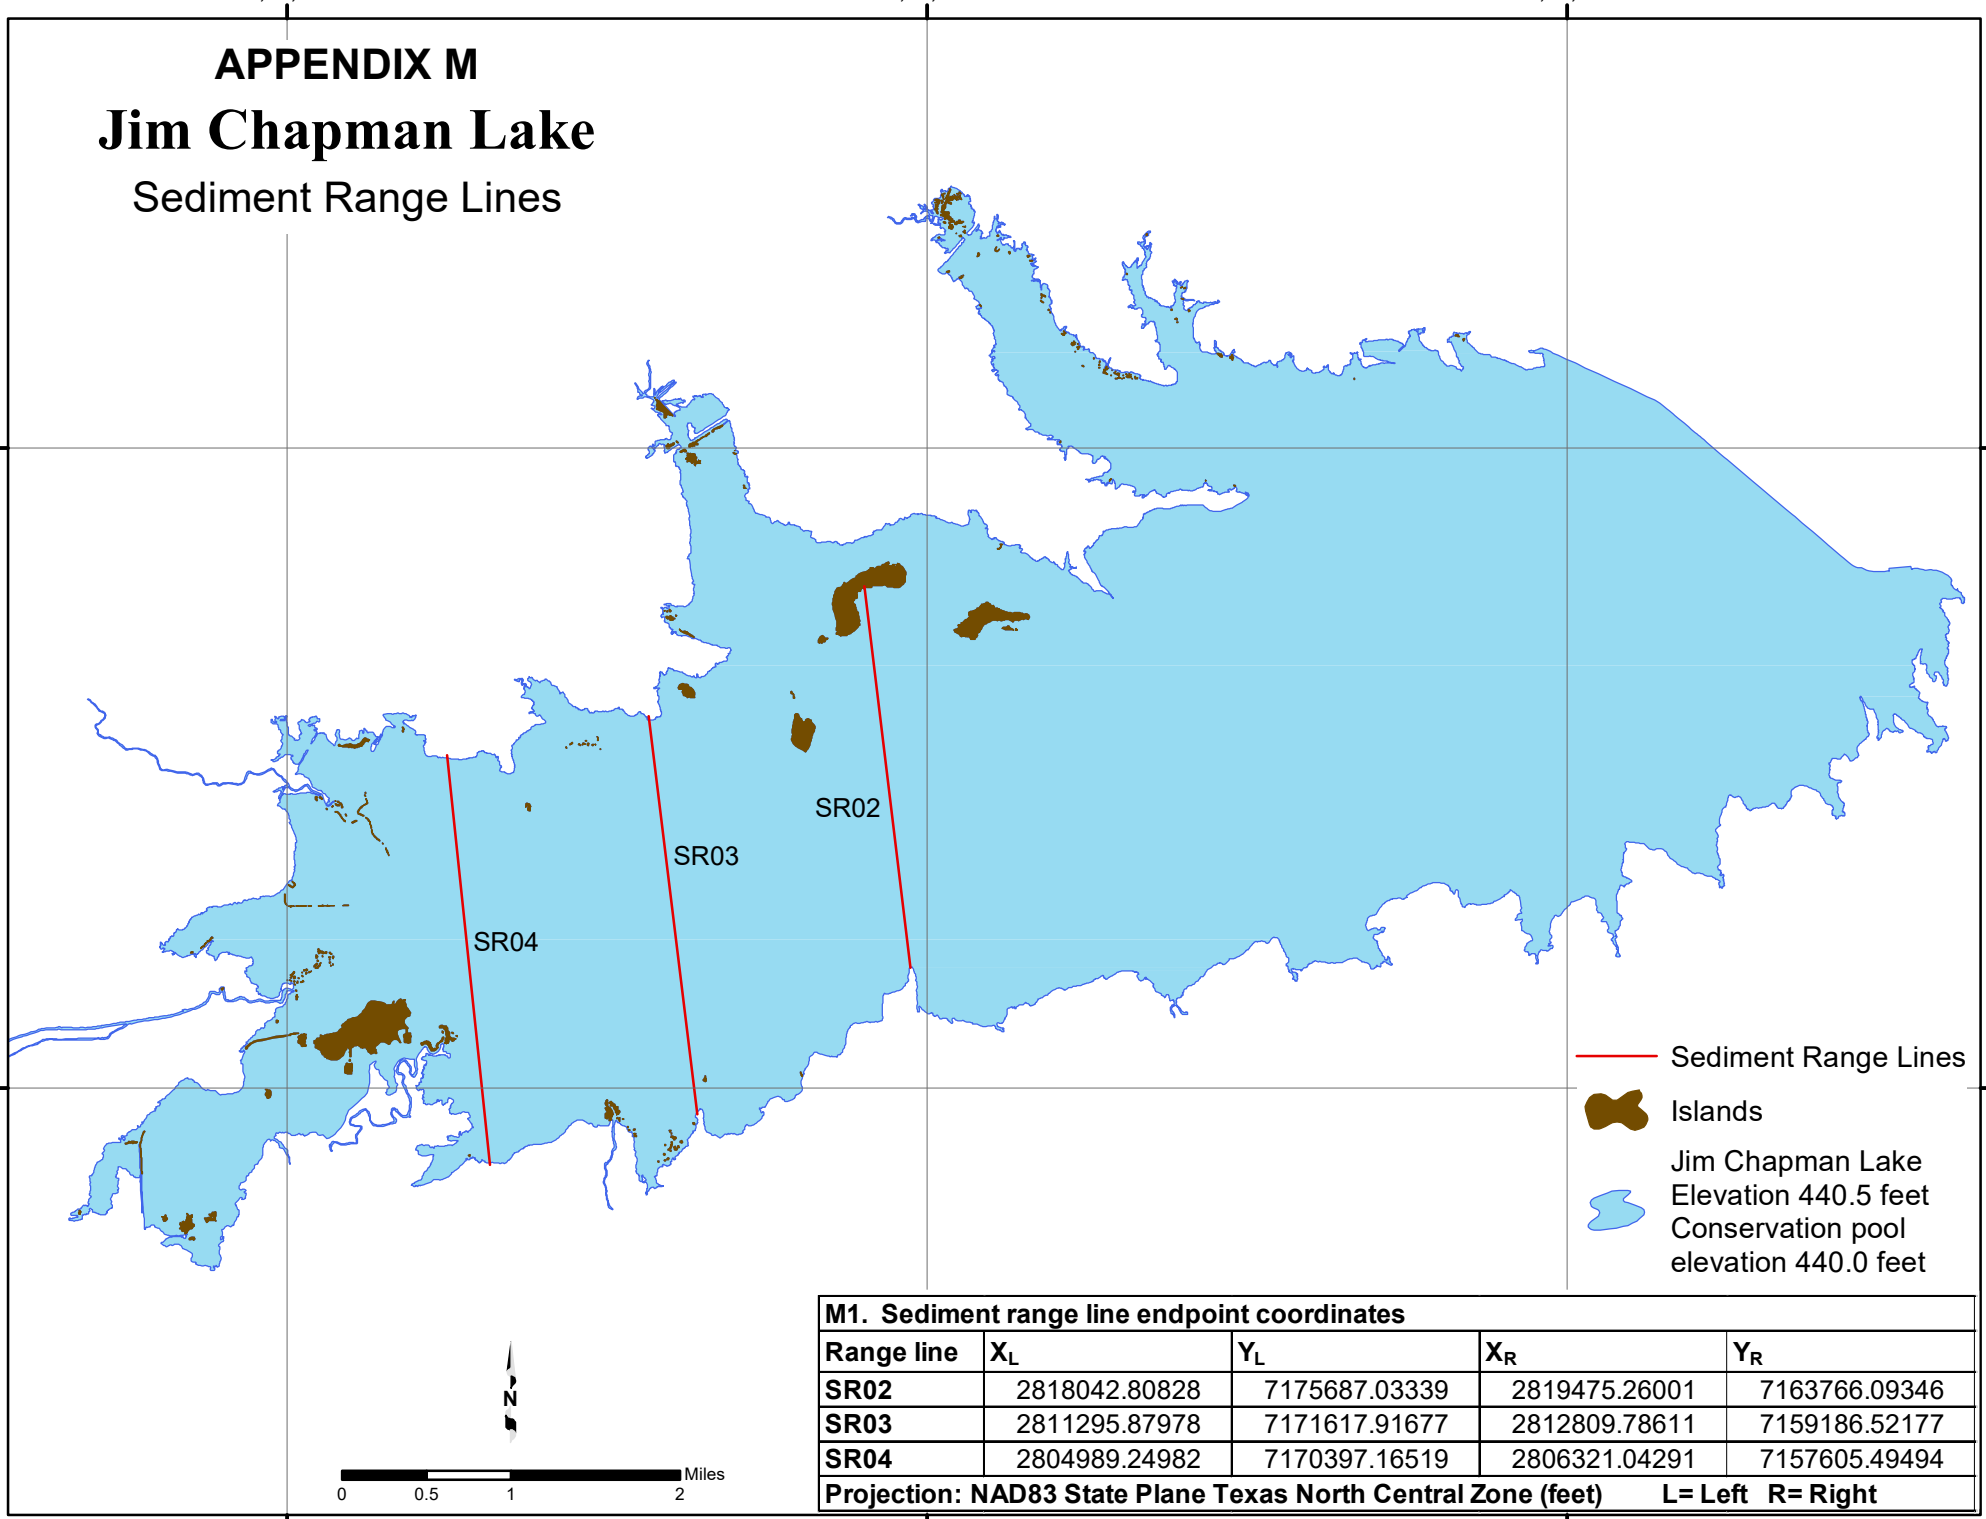 APPENDIX M
Jim Chapman Lake
Sediment Range Lines
SR02
SR03
SR04
Sediment Range Lines
Islands
Jim Chapman Lake
Elevation 440.5 feet
Conservation pool
elevation 440.0 feet
N
Miles
0 0.5 1 2
M1. Sediment range line endpoint coordinates
Range line XL YL XR YR
SR02 2818042.80828 7175687.03339 2819475.26001 7163766.09346
SR03 2811295.87978 7171617.91677 2812809.78611 7159186.52177
SR04 2804989.24982 7170397.16519 2806321.04291 7157605.49494
Projection: NAD83 State Plane Texas North Central Zone (feet) L= Left R= Right